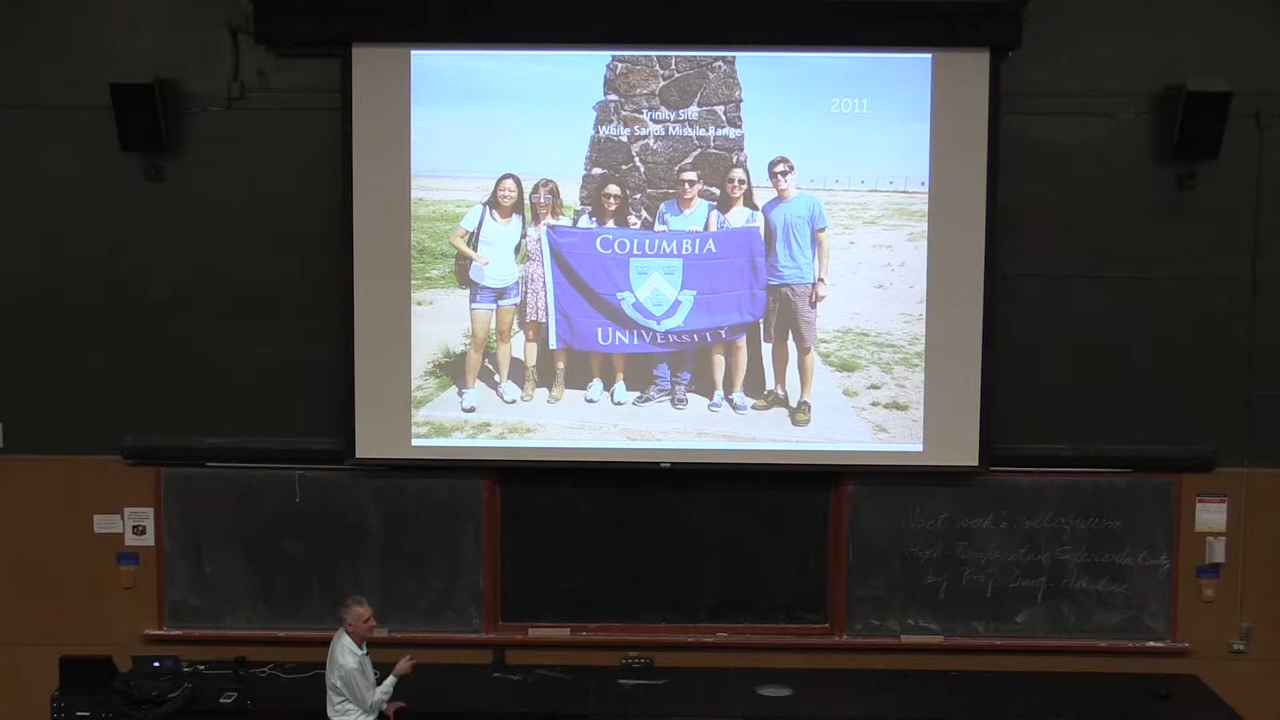 2011
Trinity Site
White Sands Missile Range
COLUMBIA
UNIVERSITY
Next week's Colloquium
High-Temperature Superconductivity
by Prof.